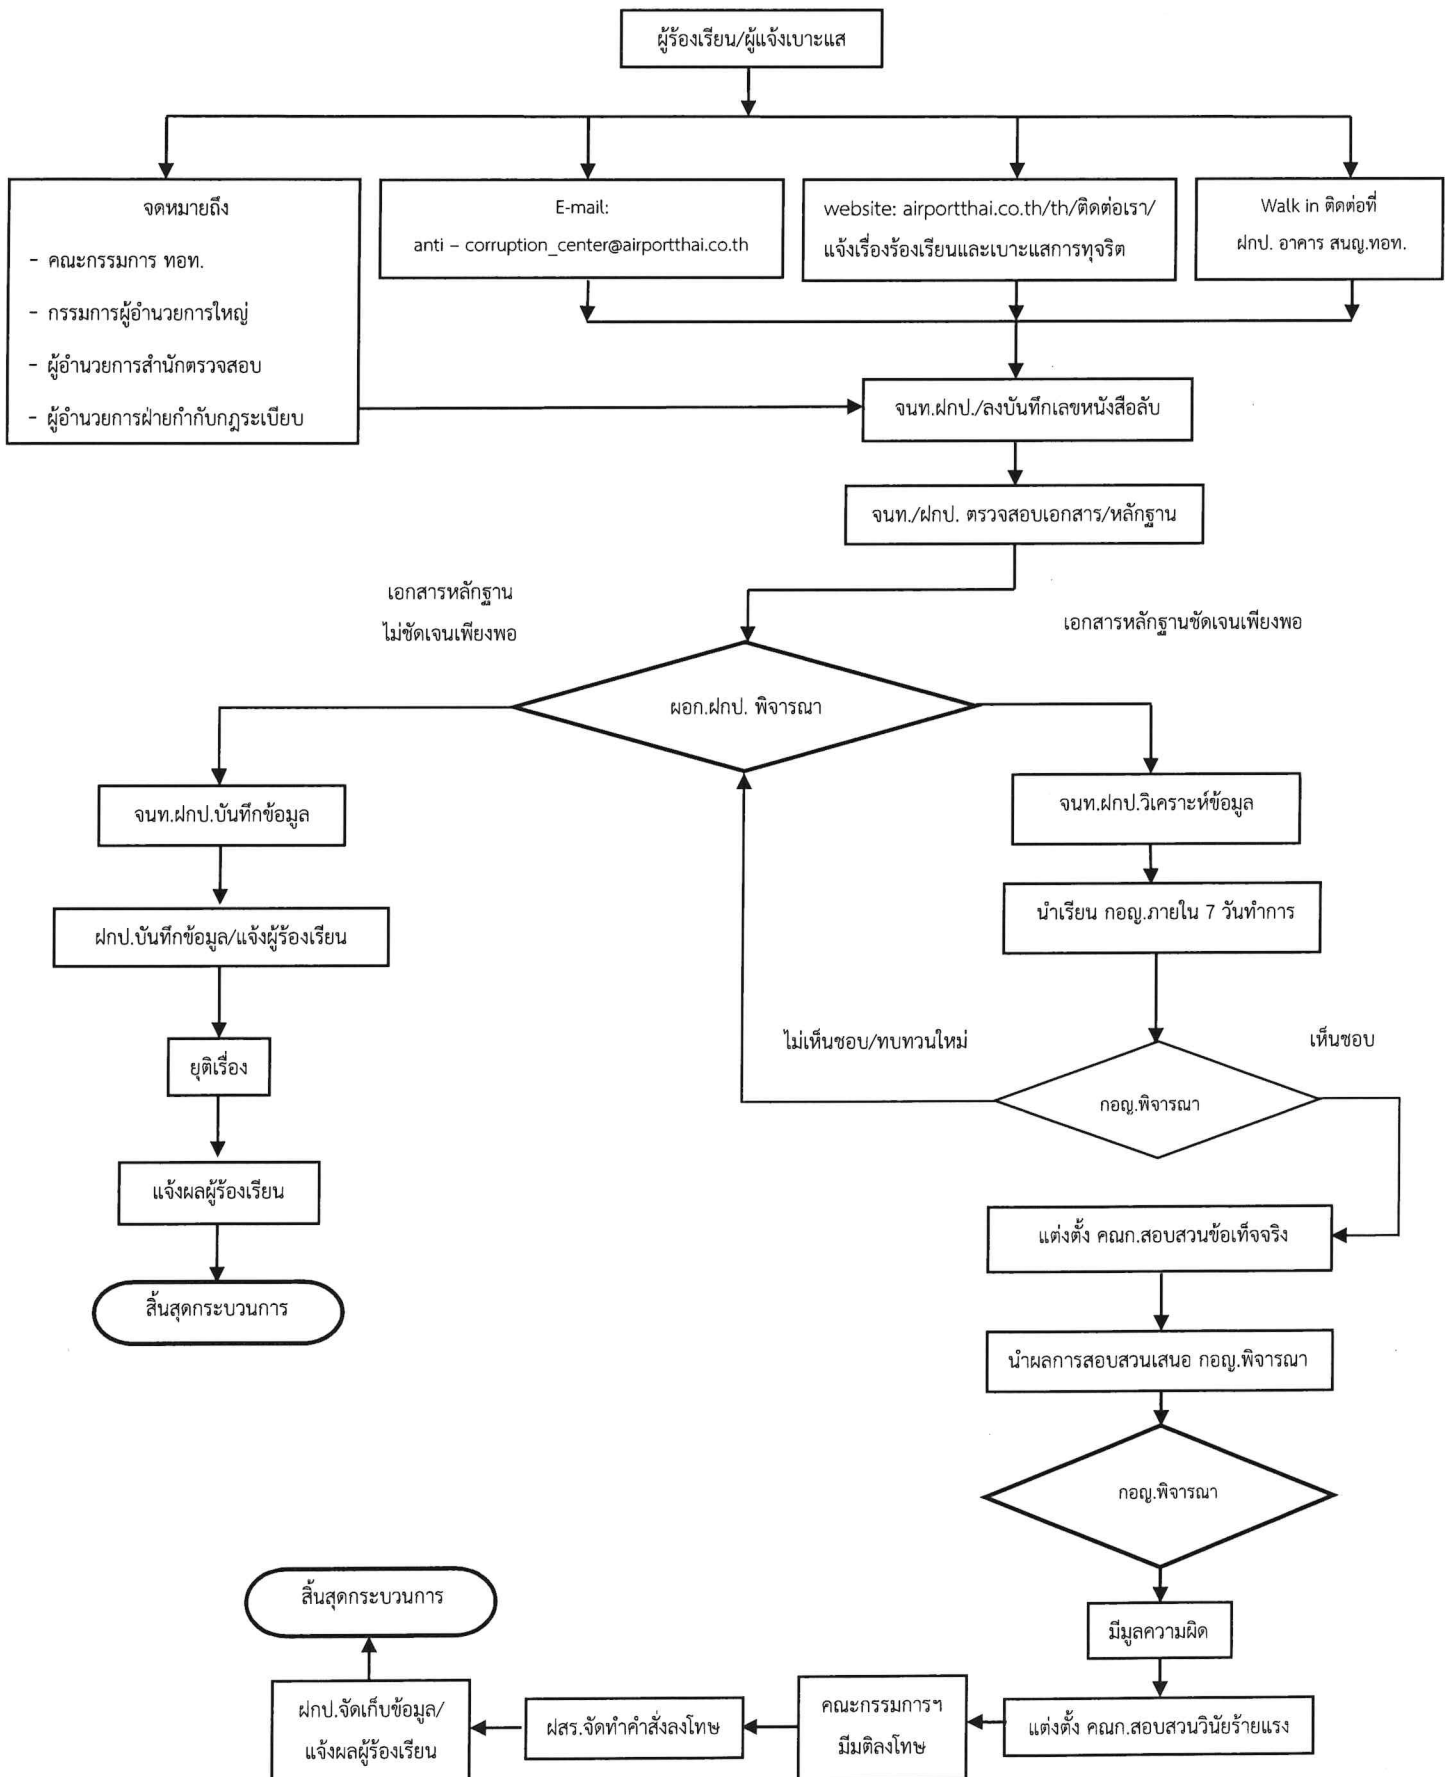 ผู้ร้องเรียน/ผู้แจ้งเบาะแส
จดหมายถึง
- คณะกรรมการ ทอท.
- กรรมการผู้อำนวยการใหญ่
- ผู้อำนวยการสำนักตรวจสอบ
- ผู้อำนวยการฝ่ายกำกับกฎระเบียบ
E-mail:
anti – corruption_center@airportthai.co.th
website: airportthai.co.th/th/ติดต่อเรา/
แจ้งเรื่องร้องเรียนและเบาะแสการทุจริต
Walk in ติดต่อที่
ฝกป. อาคาร สนญ.ทอท.
จนท.ฝกป./ลงบันทึกเลขหนังสือลับ
จนท./ฝกป. ตรวจสอบเอกสาร/หลักฐาน
เอกสารหลักฐาน
ไม่ชัดเจนเพียงพอ
เอกสารหลักฐานชัดเจนเพียงพอ
ผอก.ฝกป. พิจารณา
จนท.ฝกป.บันทึกข้อมูล
ฝกป.บันทึกข้อมูล/แจ้งผู้ร้องเรียน
ยุติเรื่อง
แจ้งผลผู้ร้องเรียน
สิ้นสุดกระบวนการ
จนท.ฝกป.วิเคราะห์ข้อมูล
นำเรียน กอญ.ภายใน 7 วันทำการ
ไม่เห็นชอบ/ทบทวนใหม่
เห็นชอบ
กอญ.พิจารณา
แต่งตั้ง คณก.สอบสวนข้อเท็จจริง
นำผลการสอบสวนเสนอ กอญ.พิจารณา
กอญ.พิจารณา
มีมูลความผิด
แต่งตั้ง คณก.สอบสวนวินัยร้ายแรง
คณะกรรมการฯ
มีมติลงโทษ
ฝสร.จัดทำคำสั่งลงโทษ
ฝกป.จัดเก็บข้อมูล/
แจ้งผลผู้ร้องเรียน
สิ้นสุดกระบวนการ